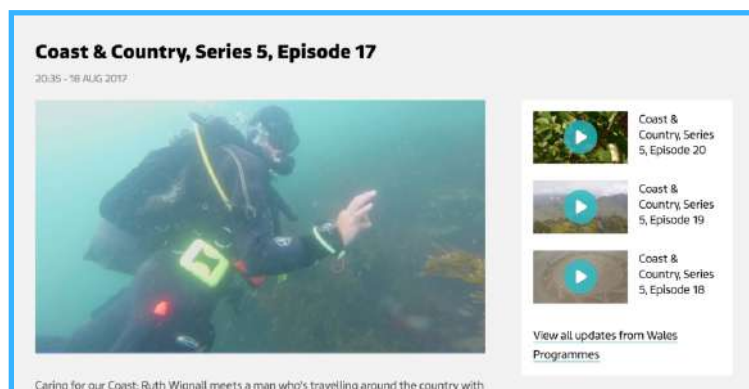 Coast & Country, Series 5, Episode 17
20:35 - 18 AUG 2017
Coast &
Country, Series
5, Episode 20
Coast &
Country, Series
5, Episode 19
Coast &
Country, Series
5, Episode 18
View all updates from Wales
Programmes
Caring for our Coast: Ruth Wignall meets a man who's travelling around the country with